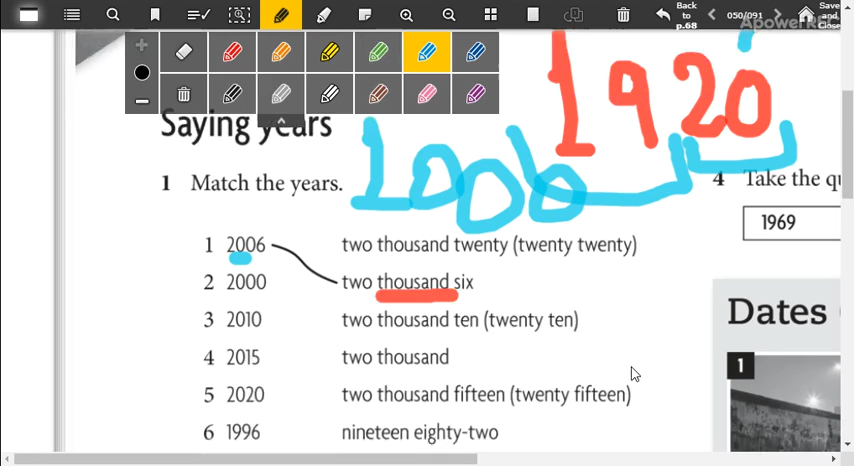 Back to p.68
050/091
Save and Close
1920
Saying years
1000
1 Match the years.
4 Take the
1 2006 two thousand twenty (twenty twenty)
1969
2 2000 two thousand six
3 2010 two thousand ten (twenty ten)
Dates
4 2015 two thousand
1
5 2020 two thousand fifteen (twenty fifteen)
6 1996 nineteen eighty-two